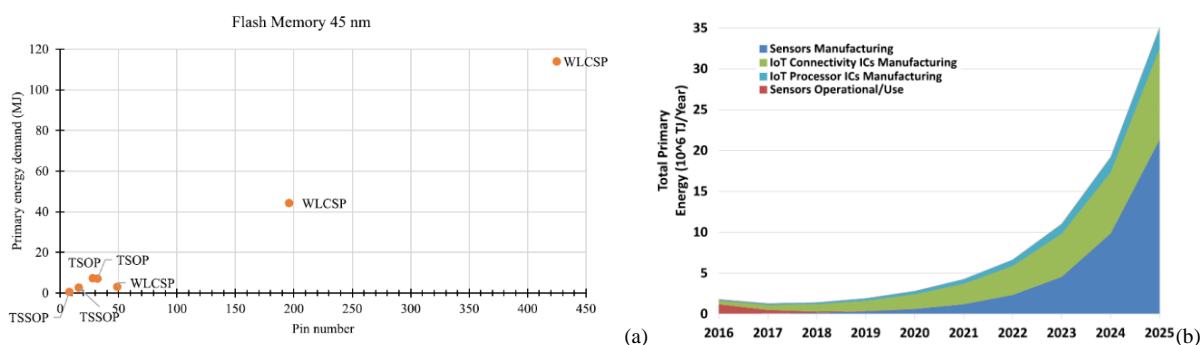 Flash Memory 45 nm
Primary energy demand (MJ)
120
100
80
60
40
20
0
WLCSP
WLCSP
TSOP
TSOP
WLCSP
TSSOP
TSSOP
0 50 100 150 200 250 300 350 400 450
Pin number
(a)
Total Primary
Energy (10^6 TJ/Year)
35
30
25
20
15
10
5
0
Sensors Manufacturing
IoT Connectivity ICs Manufacturing
IoT Processor ICs Manufacturing
Sensors Operational/Use
2016 2017 2018 2019 2020 2021 2022 2023 2024 2025
(b)